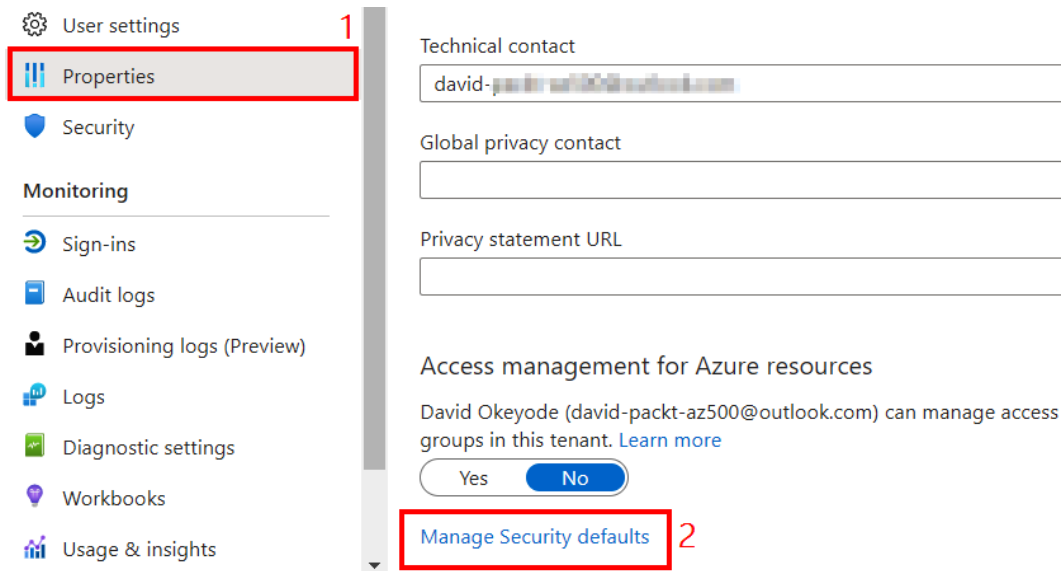 User settings
1
Properties
Security
Monitoring
Sign-ins
Audit logs
Provisioning logs (Preview)
Logs
Diagnostic settings
Workbooks
Usage & insights
Technical contact
david-
Global privacy contact
Privacy statement URL
Access management for Azure resources
David Okeyode (david-packt-az500@outlook.com) can manage access
groups in this tenant. Learn more
Yes No
Manage Security defaults 2